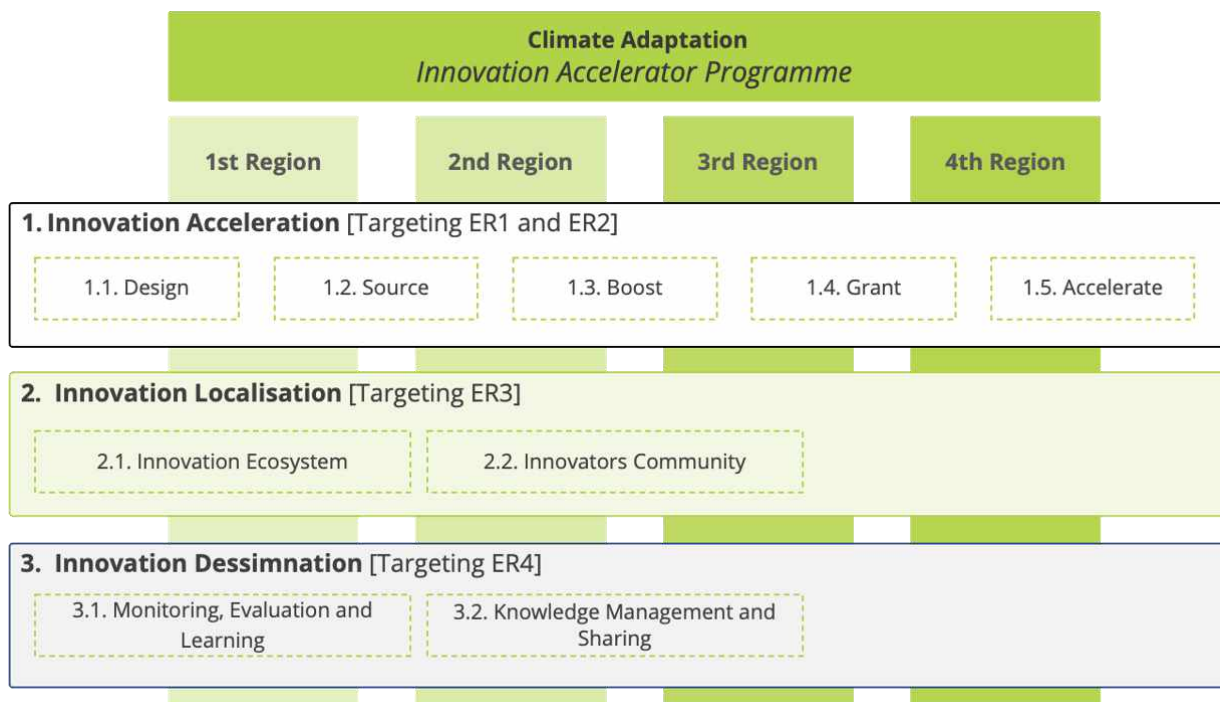 Climate Adaptation
Innovation Accelerator Programme
1st Region
2nd Region
3rd Region
4th Region
1. Innovation Acceleration [Targeting ER1 and ER2]
1.1. Design
1.2. Source
1.3. Boost
1.4. Grant
1.5. Accelerate
2. Innovation Localisation [Targeting ER3]
2.1. Innovation Ecosystem
2.2. Innovators Community
3. Innovation Dessimnation [Targeting ER4]
3.1. Monitoring, Evaluation and
Learning
3.2. Knowledge Management and
Sharing